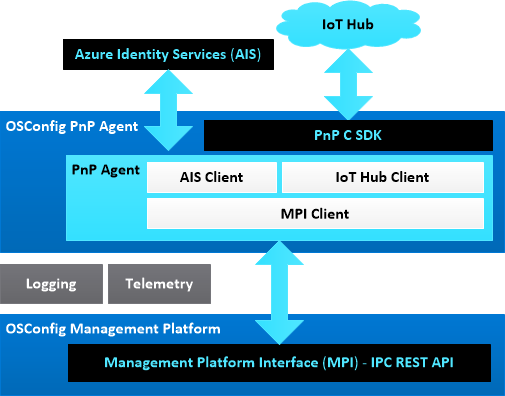 IoT Hub
Azure Identity Services (AIS)
OSConfig PnP Agent
PnP C SDK
PnP Agent
AIS Client
IoT Hub Client
MPI Client
Logging
Telemetry
OSConfig Management Platform
Management Platform Interface (MPI) - IPC REST API